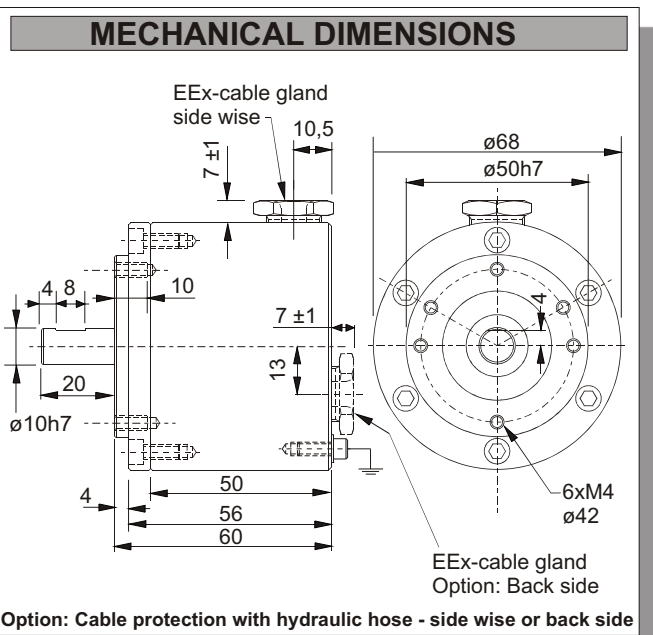 MECHANICAL DIMENSIONS
EEx-cable gland
side wise
10,5
7 ±1
ø68
ø50h7
4
8
10
7 ±1
4
13
20
ø10h7
4
50
56
60
6xM4
ø42
EEx-cable gland
Option: Back side
Option: Cable protection with hydraulic hose - side wise or back side